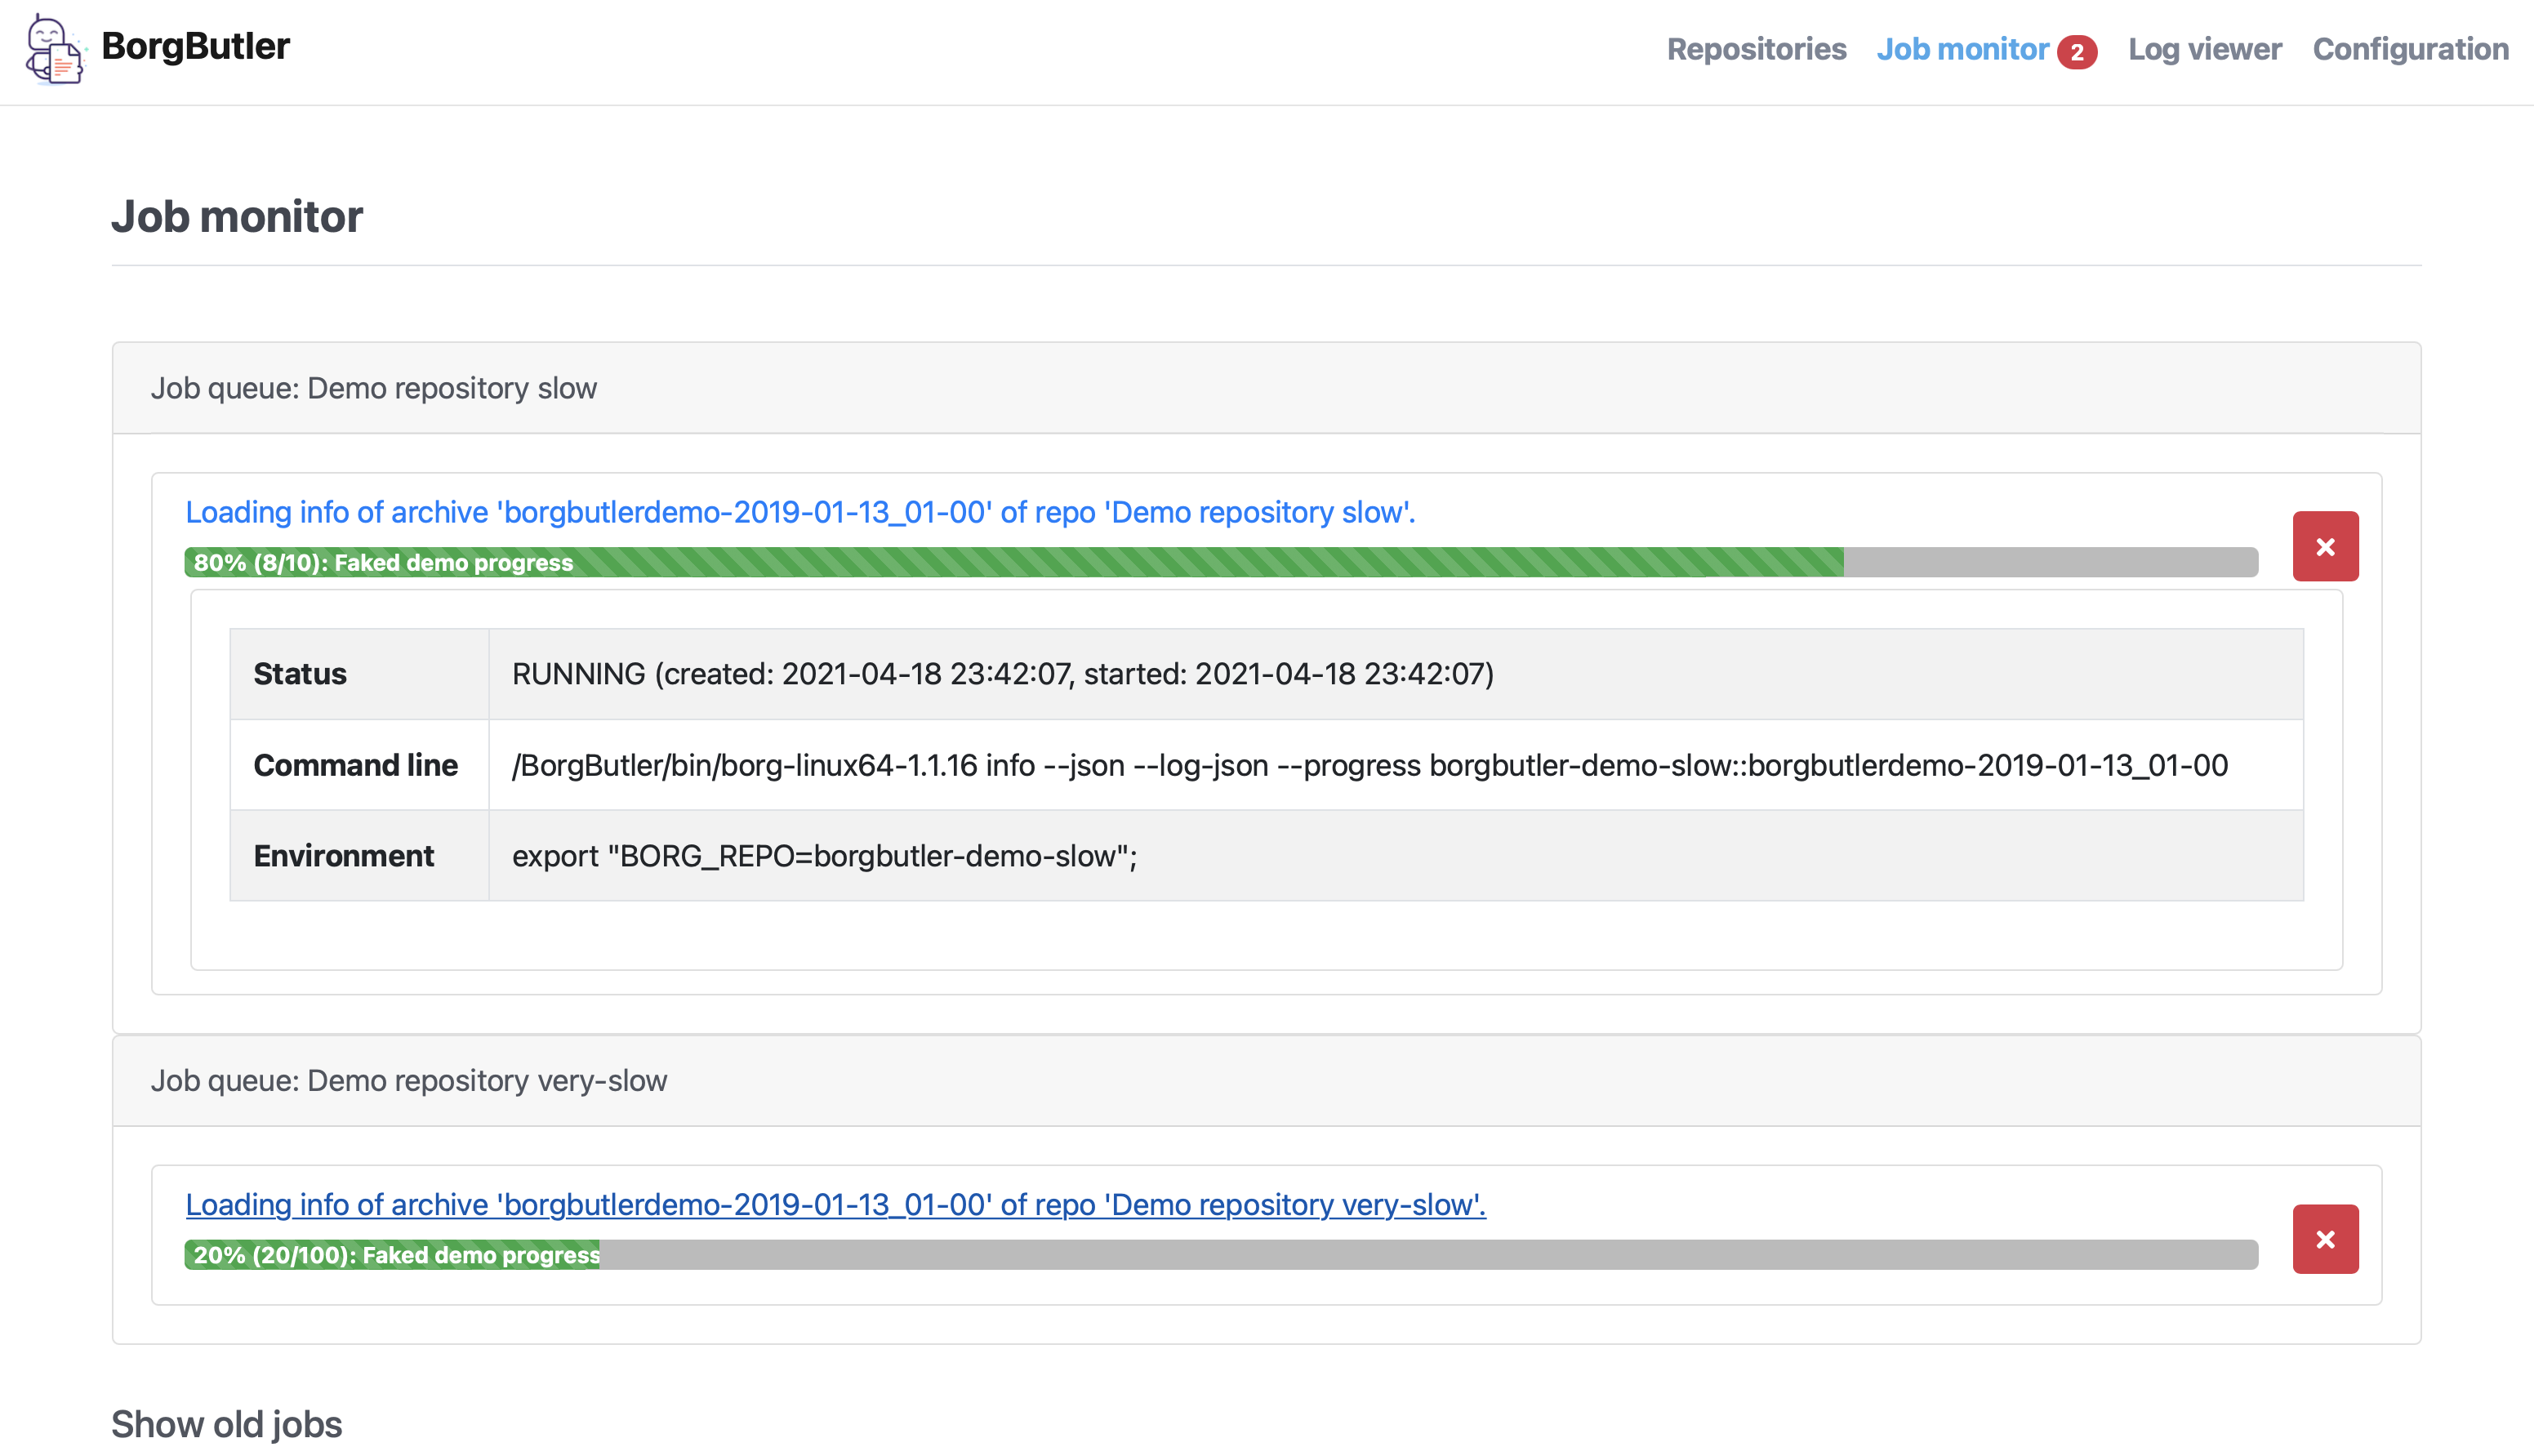 BorgButler
Repositories Job monitor 2 Log viewer Configuration
Job monitor
Job queue: Demo repository slow
Loading info of archive 'borgbutlerdemo-2019-01-13_01-00' of repo 'Demo repository slow'.
80% (8/10): Faked demo progress
Status RUNNING (created: 2021-04-18 23:42:07, started: 2021-04-18 23:42:07)
Command line /BorgButler/bin/borg-linux64-1.1.16 info --json --log-json --progress borgbutler-demo-slow::borgbutlerdemo-2019-01-13_01-00
Environment export "BORG_REPO=borgbutler-demo-slow";
Job queue: Demo repository very-slow
Loading info of archive 'borgbutlerdemo-2019-01-13_01-00' of repo 'Demo repository very-slow'.
20% (20/100): Faked demo progress
Show old jobs